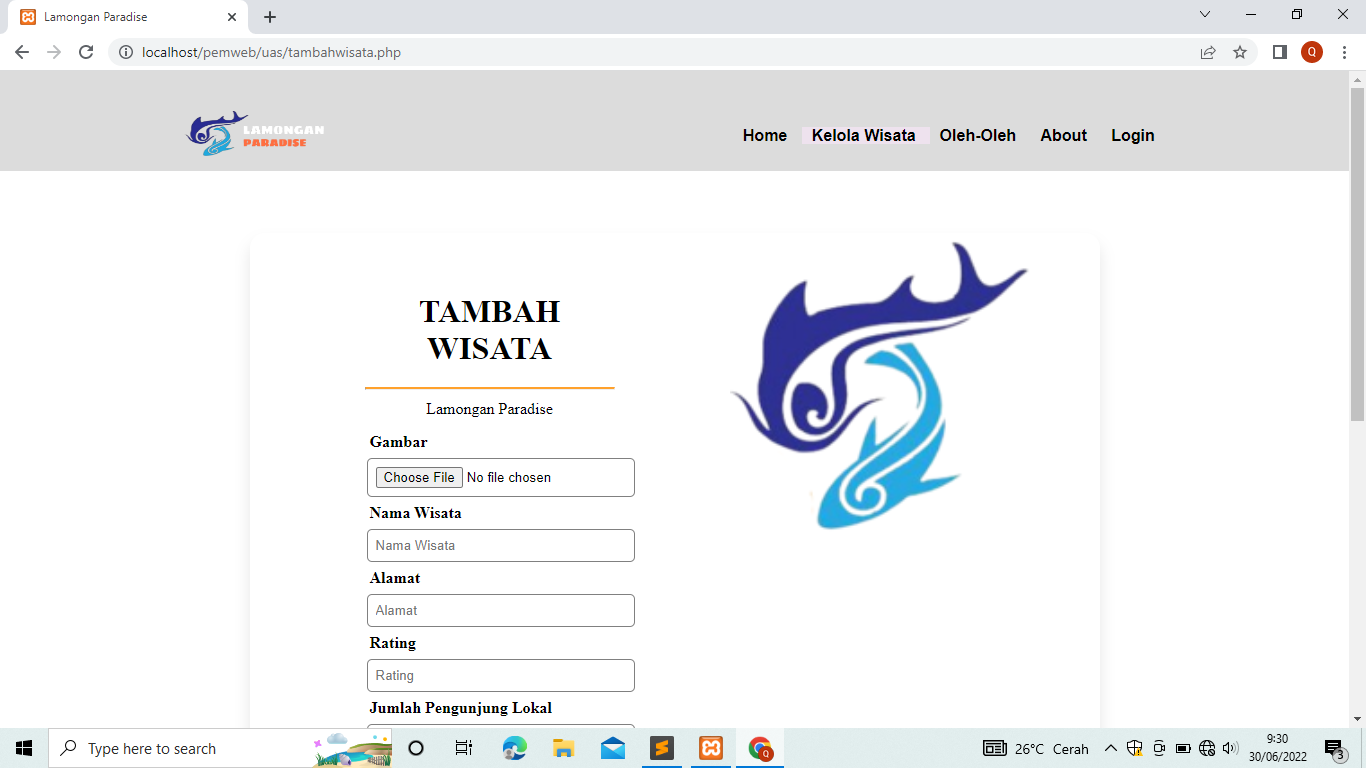 Lamongan Paradise
localhost/pemweb/uas/tambahwisata.php
Q
LAMONGAN
PARADISE
Home Kelola Wisata Oleh-Oleh About Login
TAMBAH
WISATA
Lamongan Paradise
Gambar
Choose File No file chosen
Nama Wisata
Nama Wisata
Alamat
Alamat
Rating
Rating
Jumlah Pengunjung Lokal
Type here to search
Q
26°C Cerah
9:30
30/06/2022
3